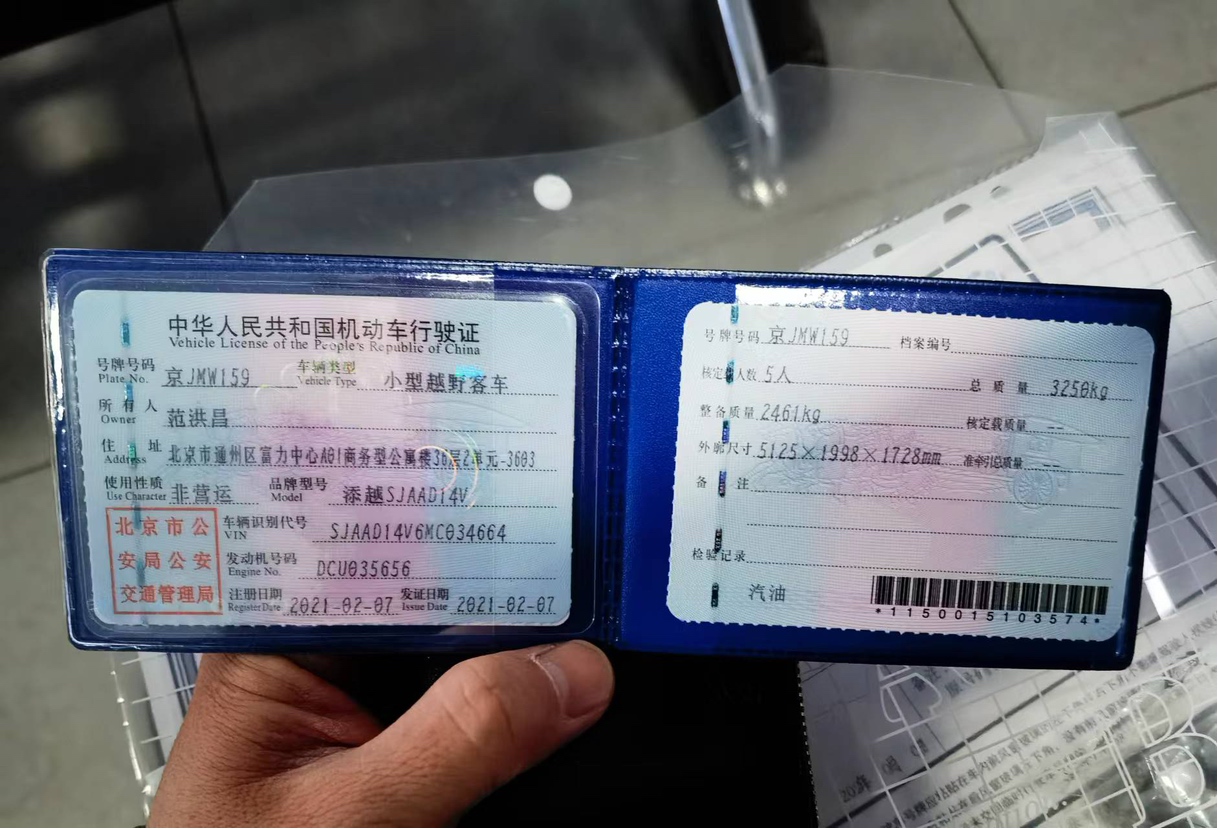 中华人民共和国机动车行驶证
Vehicle License of the People's Republic of China
号牌号码 京JMW159 车辆类型 小型越野客车
Plate No. Vehicle Type
所有人 范洪昌
Owner
住址 北京市通州区富力中心A01商务型公寓楼36层2单元-3603
Address
使用性质 非营运 品牌型号 添越SJAAD14V
Use Character Model
北京市公
安局公安
交通管理局
车辆识别代号 SJAAD14V6MC034664
VIN
发动机号码 DCU035656
Engine No.
注册日期 2021-02-07 发证日期 2021-02-07
Register Date Issue Date
号牌号码 京JMW159 档案编号
核定载人数 5人 总质量 3250kg
整备质量 2461kg 核定载质量 --
外廓尺寸 5125×1998×1728mm 准牵引总质量 --
备注
检验记录
汽油
*1150015103574*